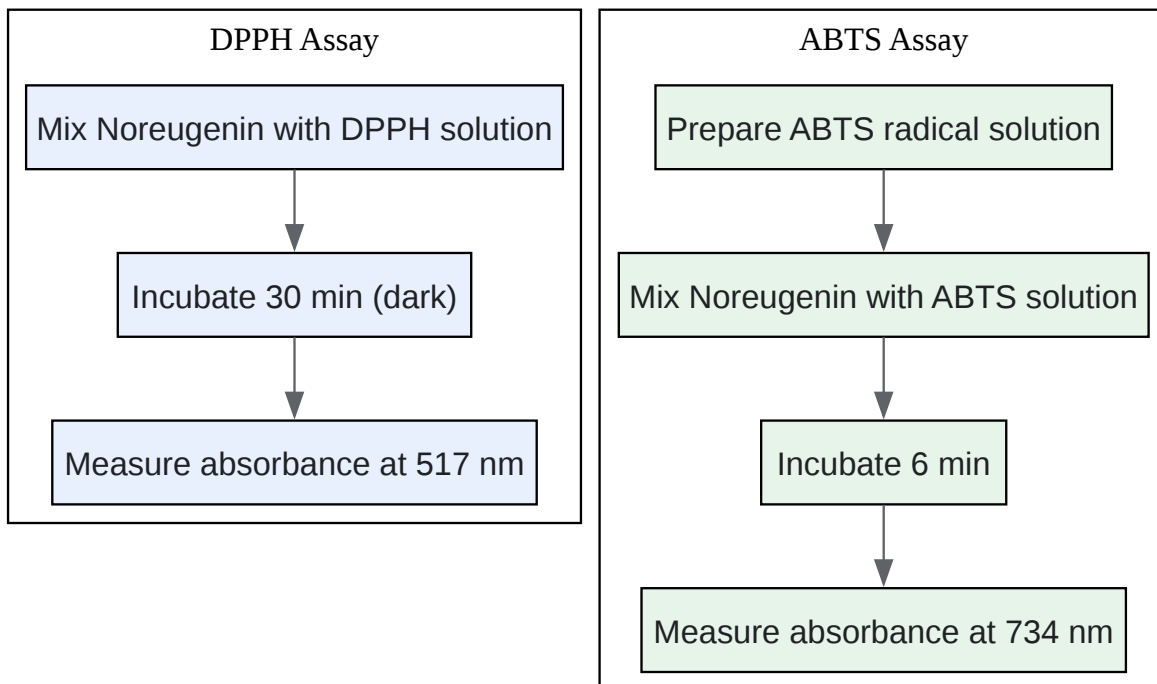 DPPH Assay
Mix Noreugenin with DPPH solution
Incubate 30 min (dark)
Measure absorbance at 517 nm
ABTS Assay
Prepare ABTS radical solution
Mix Noreugenin with ABTS solution
Incubate 6 min
Measure absorbance at 734 nm